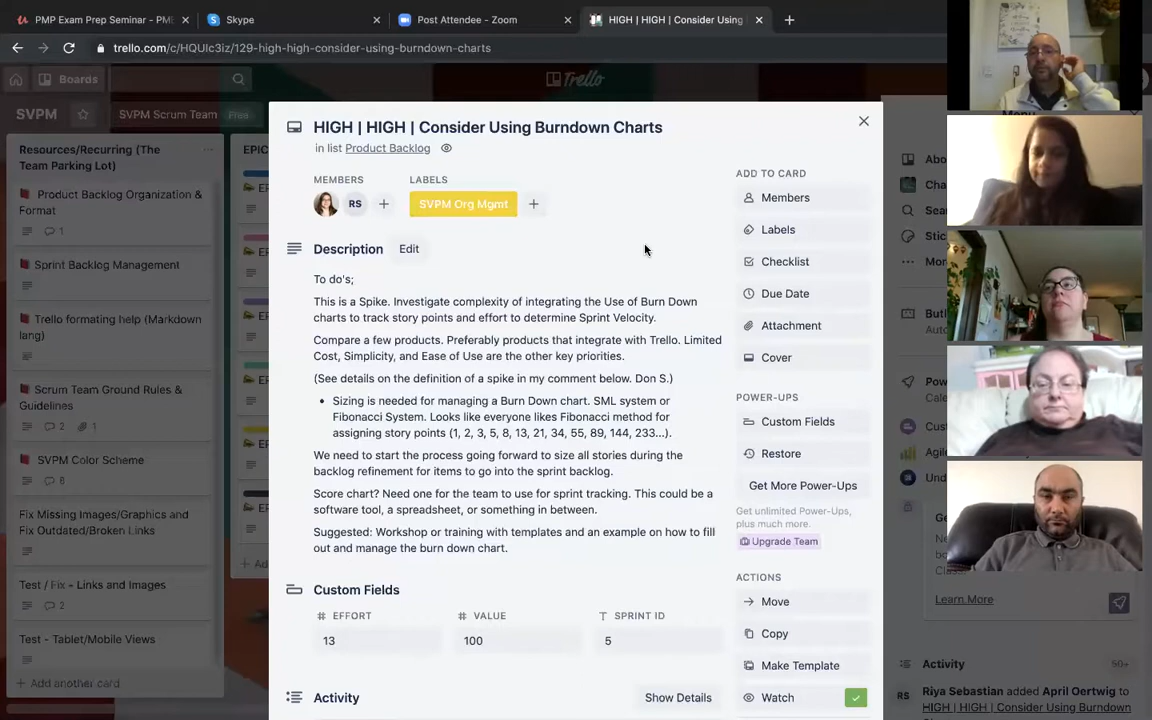 PMP Exam Prep Seminar - PME
Skype
Post Attendee - Zoom
HIGH | HIGH | Consider Using
trello.com/c/HQUlc3iz/129-high-high-consider-using-burndown-charts
Boards
Trello
SVPM
SVPM Scrum Team
Free
Resources/Recurring (The
Team Parking Lot)
Product Backlog Organization &
Format
1
Sprint Backlog Management
Trello formating help (Markdown
lang)
Scrum Team Ground Rules &
Guidelines
2
1
SVPM Color Scheme
8
Fix Missing Images/Graphics and
Fix Outdated/Broken Links
Test / Fix - Links and Images
2
Test - Tablet/Mobile Views
Add another card
EPIC
HIGH | HIGH | Consider Using Burndown Charts
in list Product Backlog
MEMBERS
LABELS
RS
SVPM Org Mgmt
Description
Edit
To do's;
This is a Spike. Investigate complexity of integrating the Use of Burn Down
charts to track story points and effort to determine Sprint Velocity.
Compare a few products. Preferably products that integrate with Trello. Limited
Cost, Simplicity, and Ease of Use are the other key priorities.
(See details on the definition of a spike in my comment below. Don S.)
• Sizing is needed for managing a Burn Down chart. SML system or
Fibonacci System. Looks like everyone likes Fibonacci method for
assigning story points (1, 2, 3, 5, 8, 13, 21, 34, 55, 89, 144, 233...).
We need to start the process going forward to size all stories during the
backlog refinement for items to go into the sprint backlog.
Score chart? Need one for the team to use for sprint tracking. This could be a
software tool, a spreadsheet, or something in between.
Suggested: Workshop or training with templates and an example on how to fill
out and manage the burn down chart.
Custom Fields
EFFORT
VALUE
SPRINT ID
13
100
5
Activity
Show Details
ADD TO CARD
Members
Labels
Checklist
Due Date
Attachment
Cover
POWER-UPS
Custom Fields
Restore
Get More Power-Ups
Get unlimited Power-Ups,
plus much more.
Upgrade Team
ACTIONS
Move
Copy
Make Template
Watch
Learn More
Activity
50+
RS
Riya Sebastian added April Oertwig to
HIGH | HIGH | Consider Using Burndown